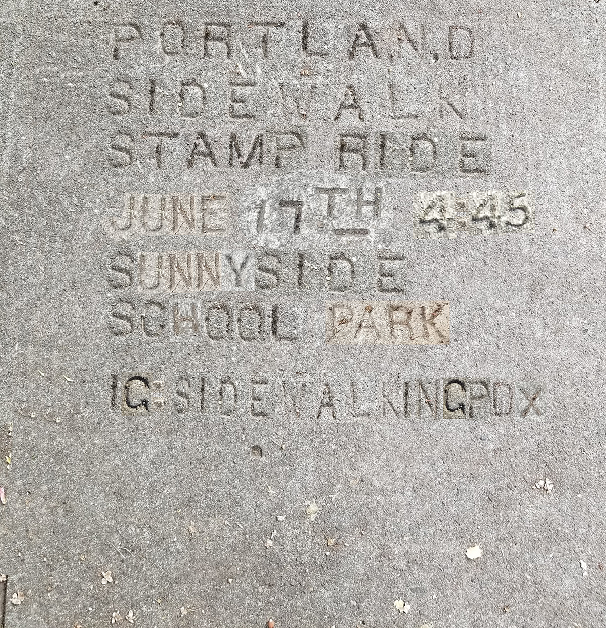 PORTLAND
SIDEWALK
STAMP RIDE
JUNE 17TH 4:45
SUNNYSIDE
SCHOOL PARK
IG:SIDEWALKINGPDX